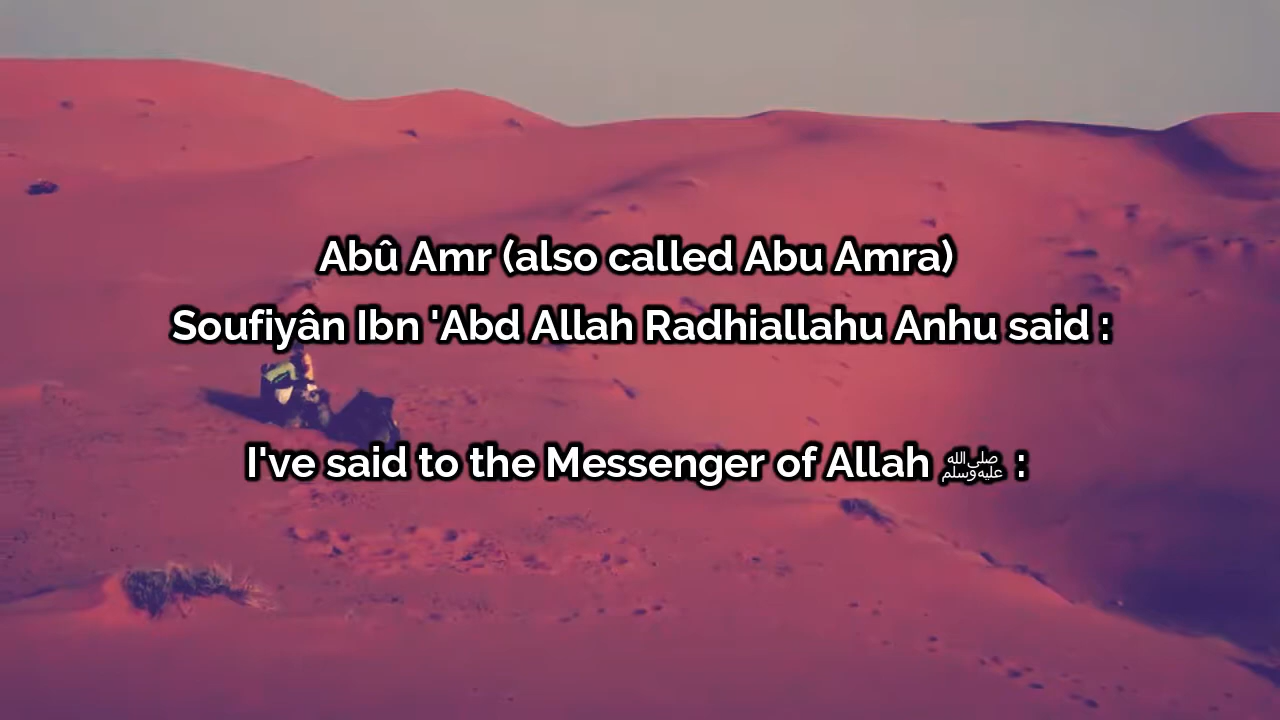 Abû Amr (also called Abu Amra)
Soufiyân Ibn 'Abd Allah Radhiallahu Anhu said :
I've said to the Messenger of Allah ﷺ :